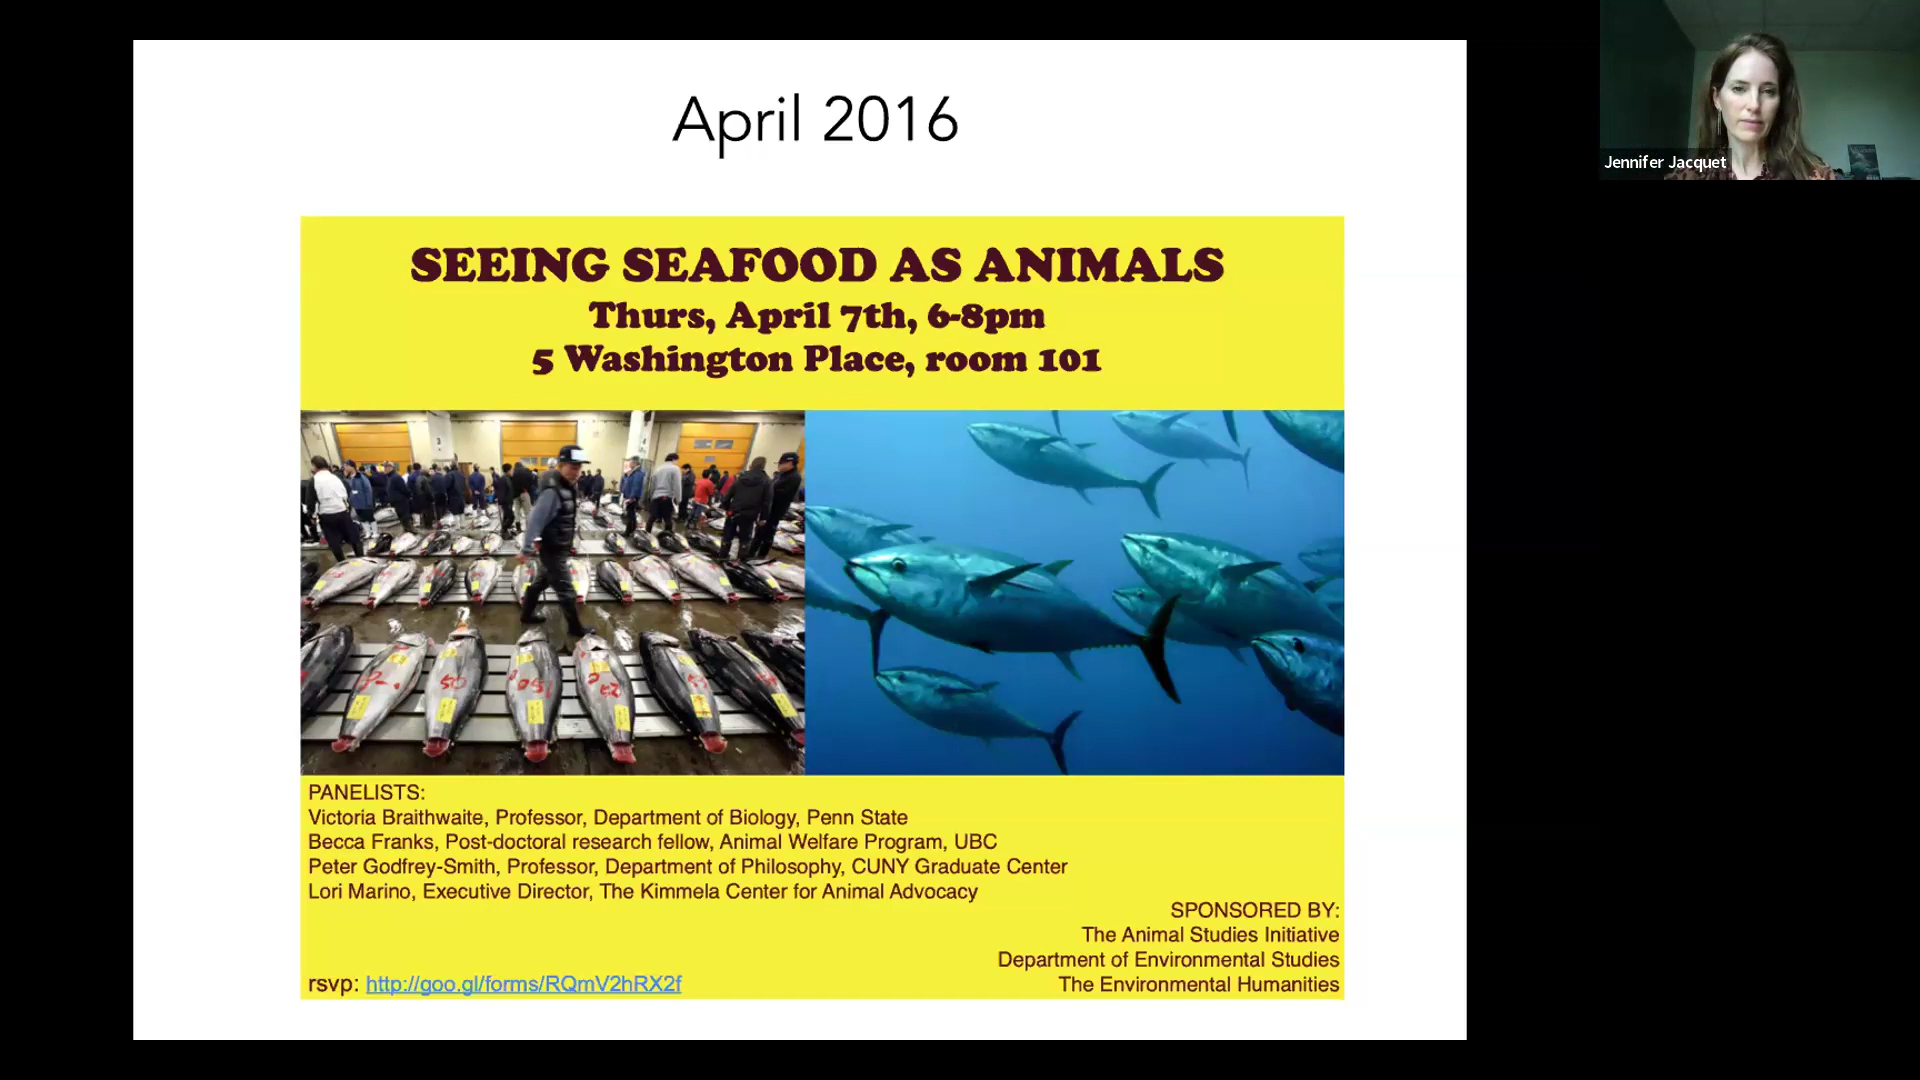 April 2016
Jennifer Jacquet
SEEING SEAFOOD AS ANIMALS
Thurs, April 7th, 6-8pm
5 Washington Place, room 101
3
4
50
PANELISTS:
Victoria Braithwaite, Professor, Department of Biology, Penn State
Becca Franks, Post-doctoral research fellow, Animal Welfare Program, UBC
Peter Godfrey-Smith, Professor, Department of Philosophy, CUNY Graduate Center
Lori Marino, Executive Director, The Kimmela Center for Animal Advocacy
SPONSORED BY:
The Animal Studies Initiative
Department of Environmental Studies
The Environmental Humanities
rsvp: http://goo.gl/forms/RQmV2hRX2f